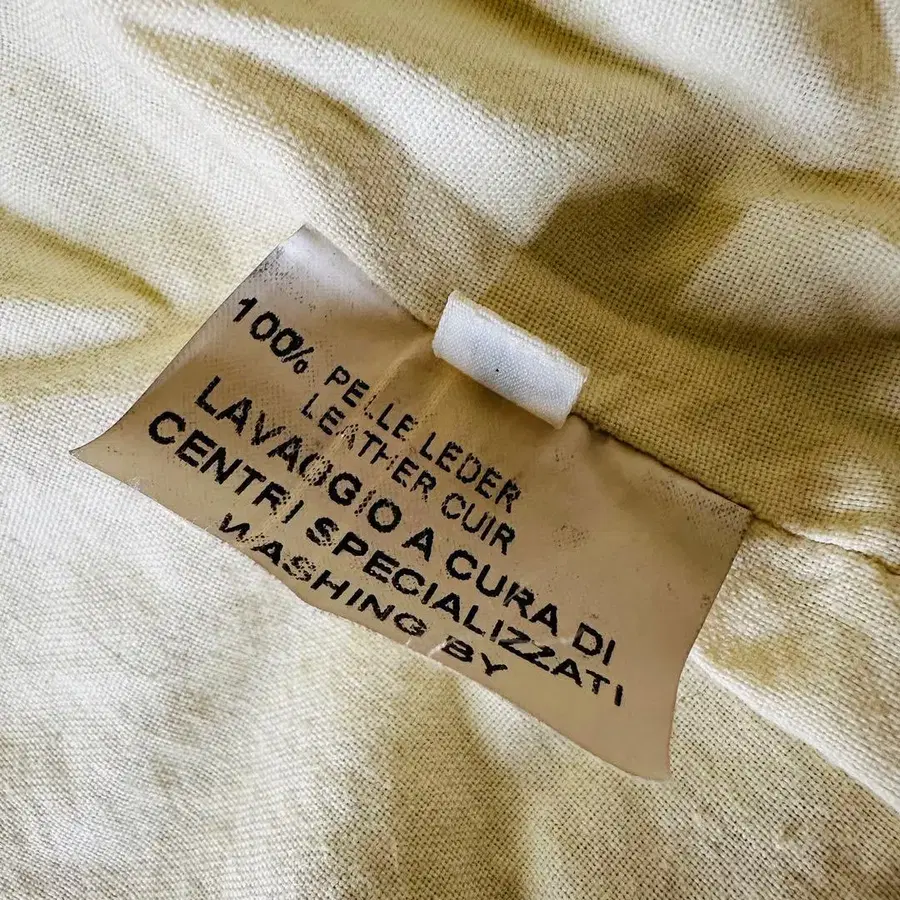 100% PELLE LEDER
LEATHER CUIR
LAVAGGIO A CURA DI
CENTRI SPECIALIZZATI
WASHING BY